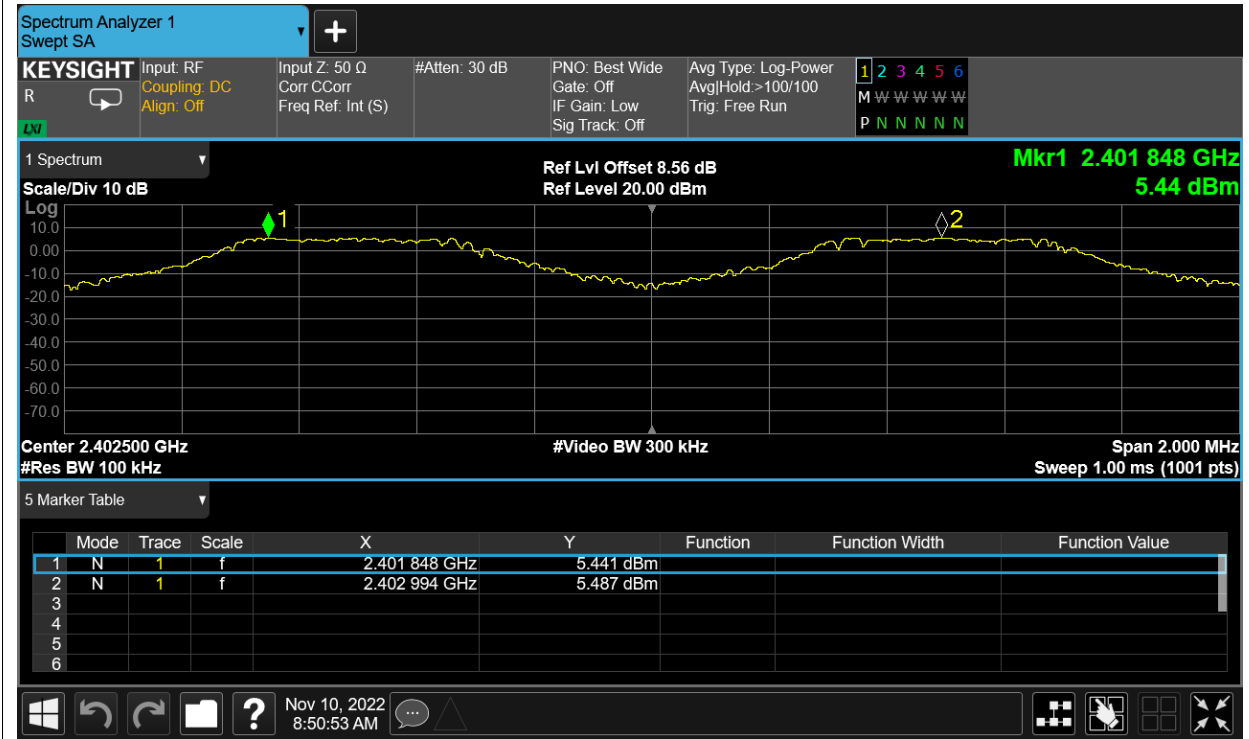 Spectrum Analyzer 1
Swept SA
+
KEYSIGHT Input: RF Input Z: 50 Ω #Atten: 30 dB PNO: Best Wide Avg Type: Log-Power 1 2 3 4 5 6
R Coupling: DC Corr CCorr Gate: Off Avg|Hold:>100/100 M W W W W W
Align: Off Freq Ref: Int (S) IF Gain: Low Trig: Free Run
LXI Sig Track: Off P N N N N N
1 Spectrum Ref Lvl Offset 8.56 dB Mkr1 2.401 848 GHz
Scale/Div 10 dB Ref Level 20.00 dBm 5.44 dBm
Log
1 2
10.0
0.00
-10.0
-20.0
-30.0
-40.0
-50.0
-60.0
-70.0
Center 2.402500 GHz #Video BW 300 kHz Span 2.000 MHz
#Res BW 100 kHz Sweep 1.00 ms (1001 pts)
5 Marker Table
Mode Trace Scale X Y Function Function Width Function Value
1 N 1 f 2.401 848 GHz 5.441 dBm
2 N 1 f 2.402 994 GHz 5.487 dBm
3
4
5
6
? Nov 10, 2022
8:50:53 AM